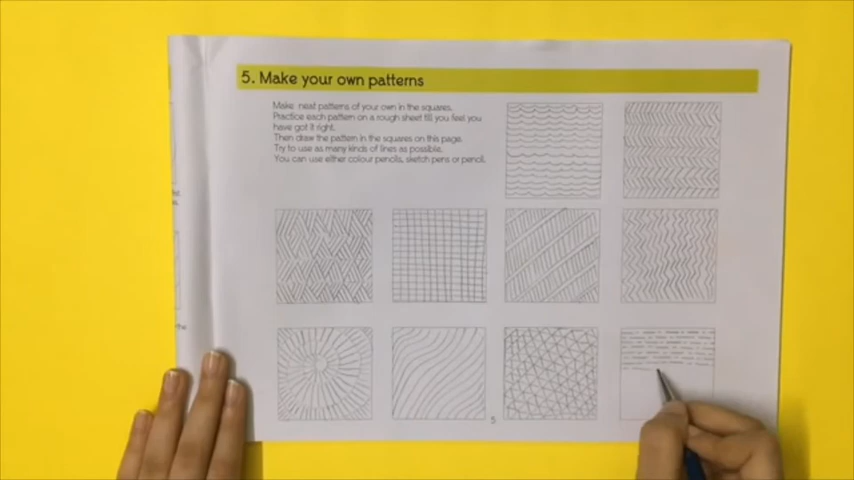 5. Make your own patterns
Make neat patterns of your own in the squares.
Practice each pattern on a rough sheet till you feel you
have got it right.
Then draw the pattern in the squares on this page.
Try to use as many kinds of lines as possible.
You can use either colour pencils, sketch pens or pencil.
the
5